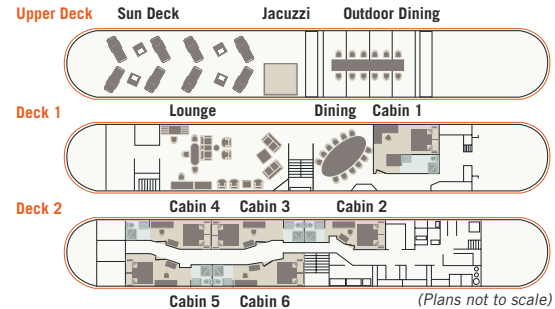 Upper Deck Sun Deck Jacuzzi Outdoor Dining
Deck 1 Lounge Dining Cabin 1
Deck 2 Cabin 4 Cabin 3 Cabin 2
Cabin 5 Cabin 6 (Plans not to scale)